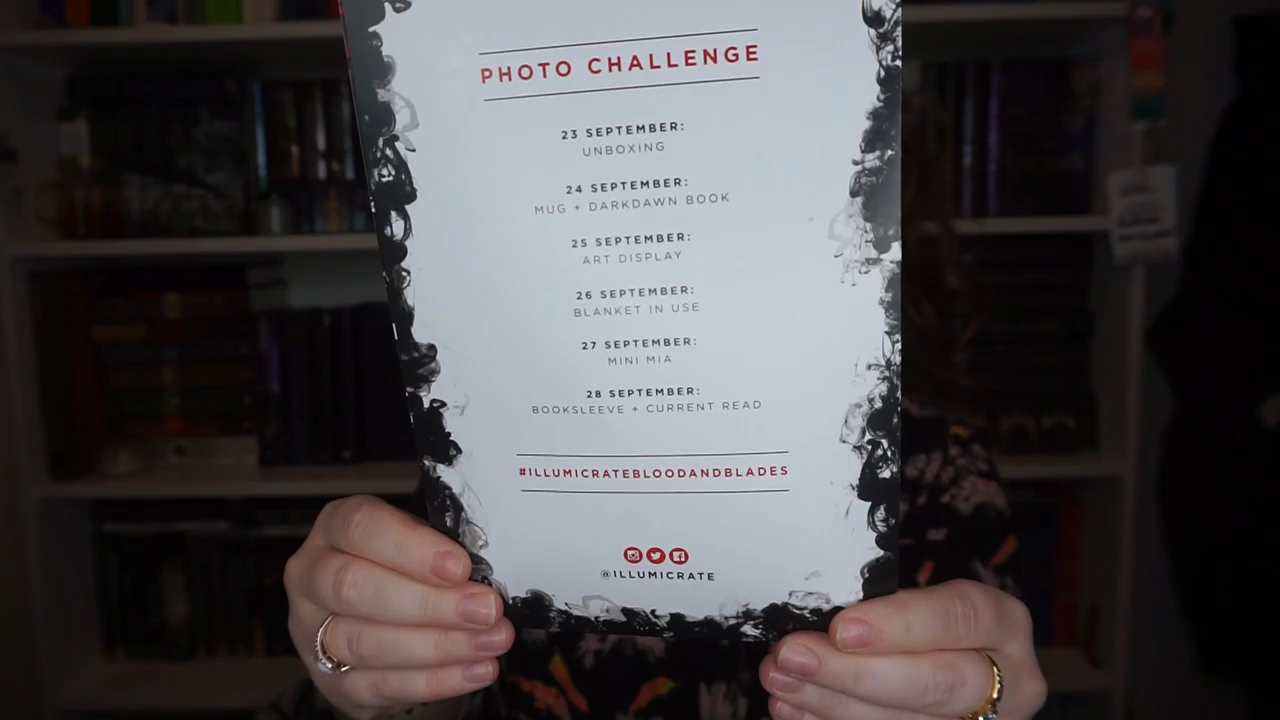 PHOTO CHALLENGE
23 SEPTEMBER:
UNBOXING
24 SEPTEMBER:
MUG + DARKDAWN BOOK
25 SEPTEMBER:
ART DISPLAY
26 SEPTEMBER:
BLANKET IN USE
27 SEPTEMBER:
MINI MIA
28 SEPTEMBER:
BOOKSLEEVE + CURRENT READ
#ILLUMICRATEBLOODANDBLADES
@ILLUMICRATE